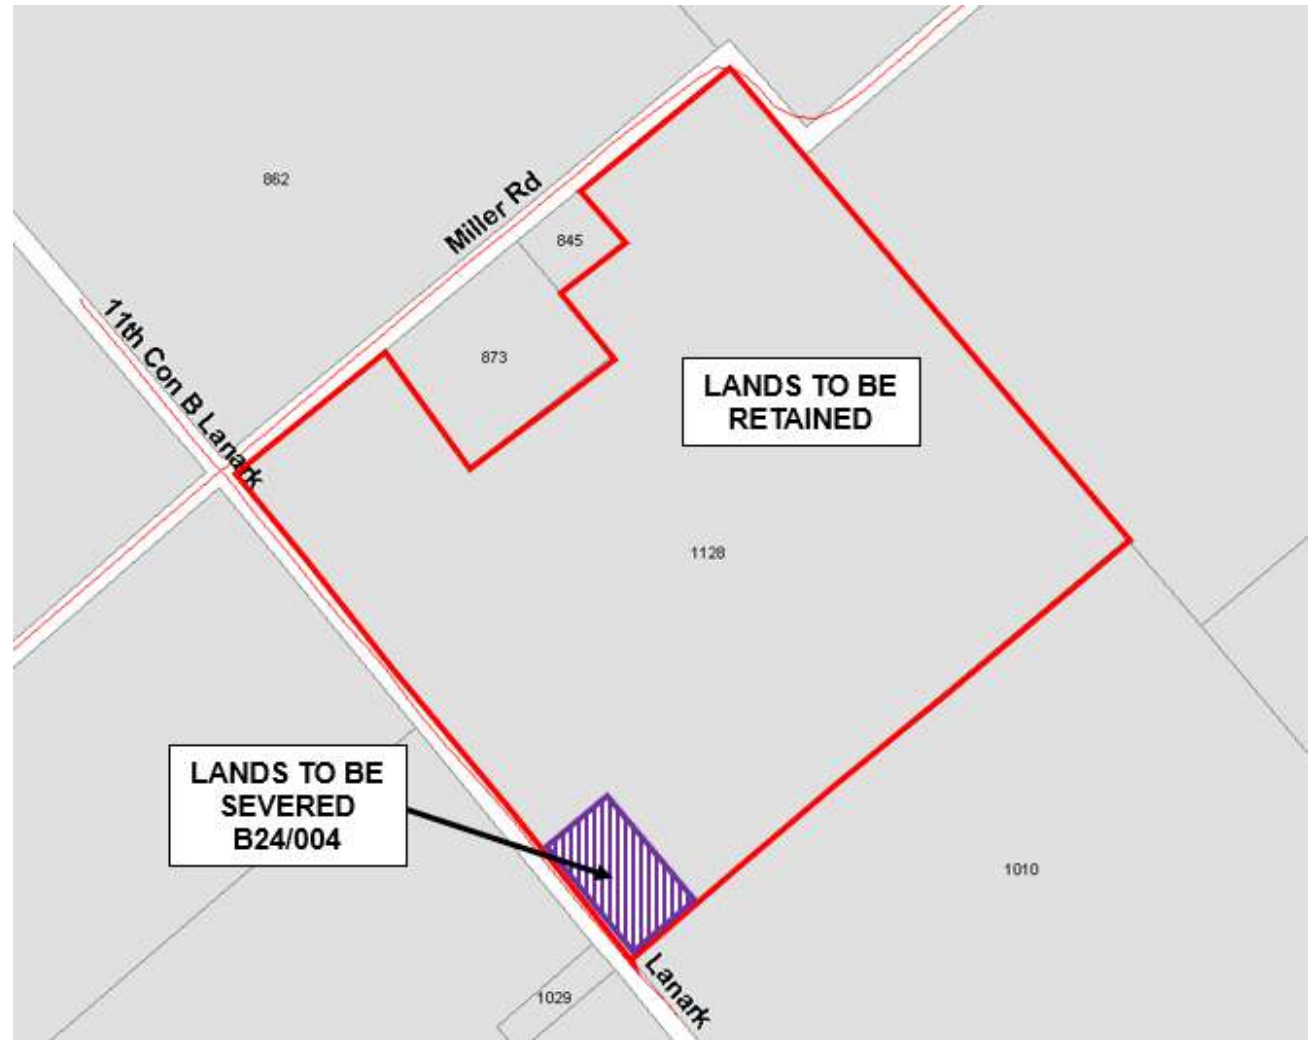 862
Miller Rd
845
11th Con B Lanark
873
LANDS TO BE
RETAINED
1128
LANDS TO BE
SEVERED
B24/004
1010
Lanark
1029